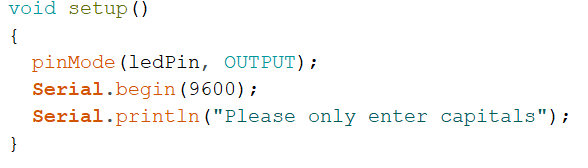 void setup()
{
  pinMode(ledPin, OUTPUT);
  Serial.begin(9600);
  Serial.println("Please only enter capitals");
}